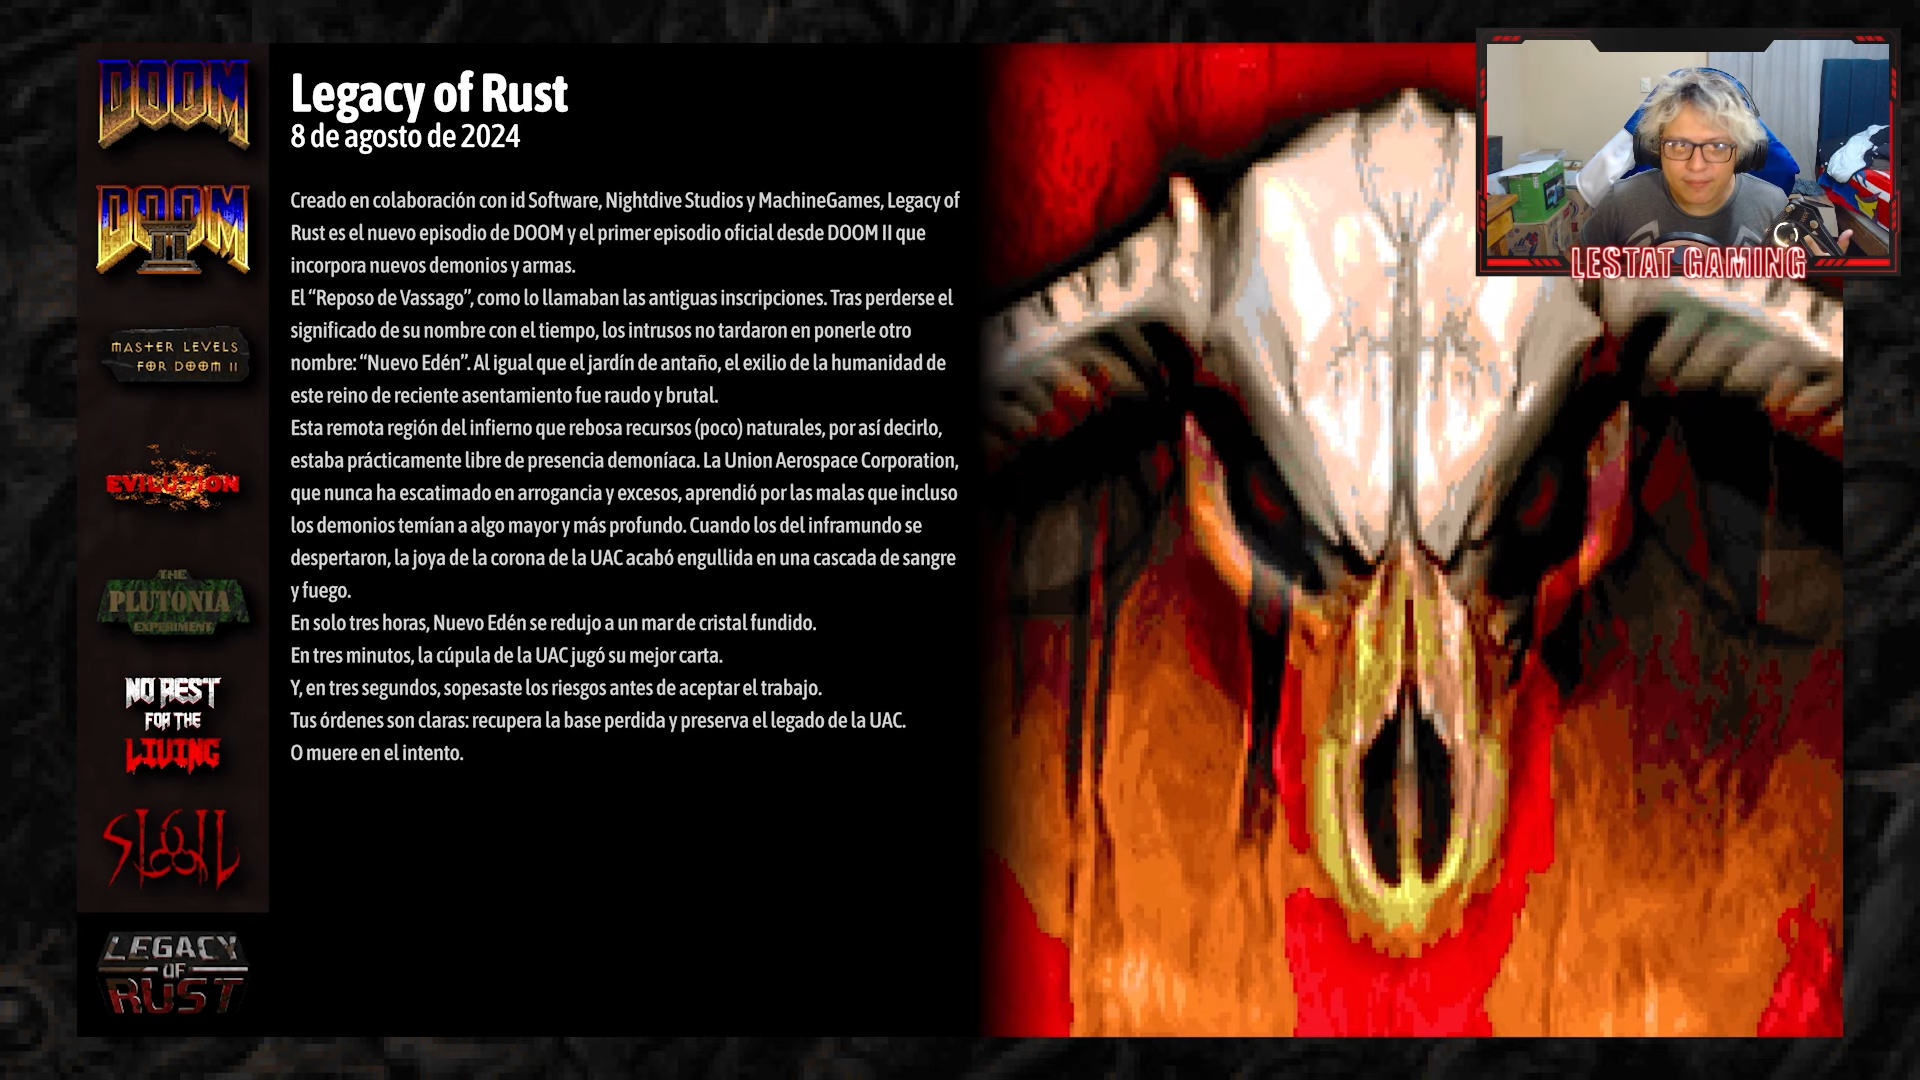 DOOM
DOOM
II
MASTER LEVELS
FOR DOOM II
EVILUTION
THE
PLUTONIA
EXPERIMENT
NO REST
FOR THE
LIVING
SIGIL
LEGACY
OF
RUST
Legacy of Rust
8 de agosto de 2024
Creado en colaboración con id Software, Nightdive Studios y MachineGames, Legacy of
Rust es el nuevo episodio de DOOM y el primer episodio oficial desde DOOM II que
incorpora nuevos demonios y armas.
El “Reposo de Vassago”, como lo llamaban las antiguas inscripciones. Tras perderse el
significado de su nombre con el tiempo, los intrusos no tardaron en ponerle otro
nombre: “Nuevo Edén”. Al igual que el jardín de antaño, el exilio de la humanidad de
este reino de reciente asentamiento fue raudo y brutal.
Esta remota región del infierno que rebosa recursos (poco) naturales, por así decirlo,
estaba prácticamente libre de presencia demoníaca. La Union Aerospace Corporation,
que nunca ha escatimado en arrogancia y excesos, aprendió por las malas que incluso
los demonios temían a algo mayor y más profundo. Cuando los del inframundo se
despertaron, la joya de la corona de la UAC acabó engullida en una cascada de sangre
y fuego.
En solo tres horas, Nuevo Edén se redujo a un mar de cristal fundido.
En tres minutos, la cúpula de la UAC jugó su mejor carta.
Y, en tres segundos, sopesaste los riesgos antes de aceptar el trabajo.
Tus órdenes son claras: recupera la base perdida y preserva el legado de la UAC.
O muere en el intento.
LESTAT GAMING